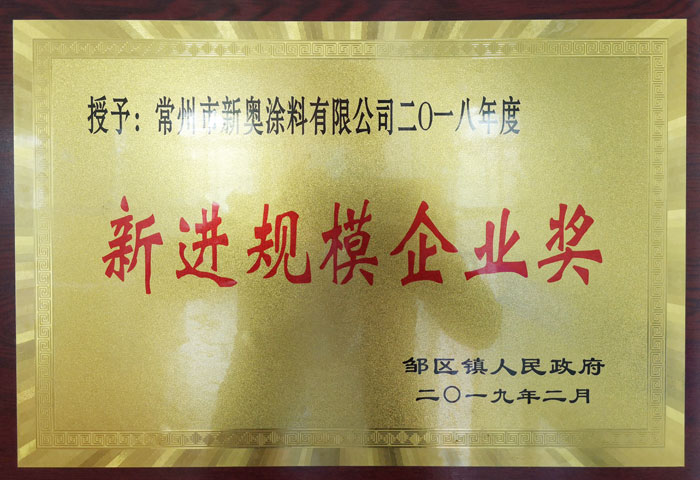 授予：常州市新奥涂料有限公司二〇一八年度
新进规模企业奖
邹区镇人民政府
二〇一九年二月